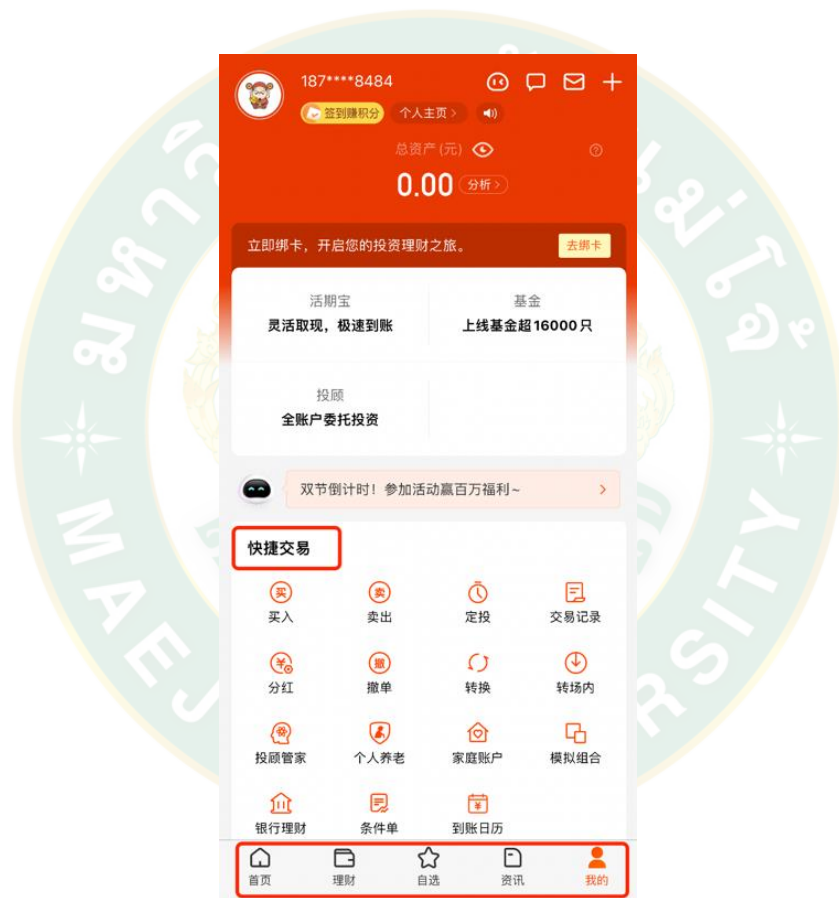 187****8484
签到赚积分 个人主页 >
总资产(元)
0.00 分析 >
立即绑卡，开启您的投资理财之旅。 去绑卡
活期宝 基金
灵活取现，极速到账 上线基金超16000只
投顾
全账户委托投资
双节倒计时！参加活动赢百万福利~ >
快捷交易
买 卖
买入 卖出 定投 交易记录
撤
分红 撤单 转换 转场内
投顾管家 个人养老 家庭账户 模拟组合
银行理财 条件单 到账日历
首页 理财 自选 资讯 我的